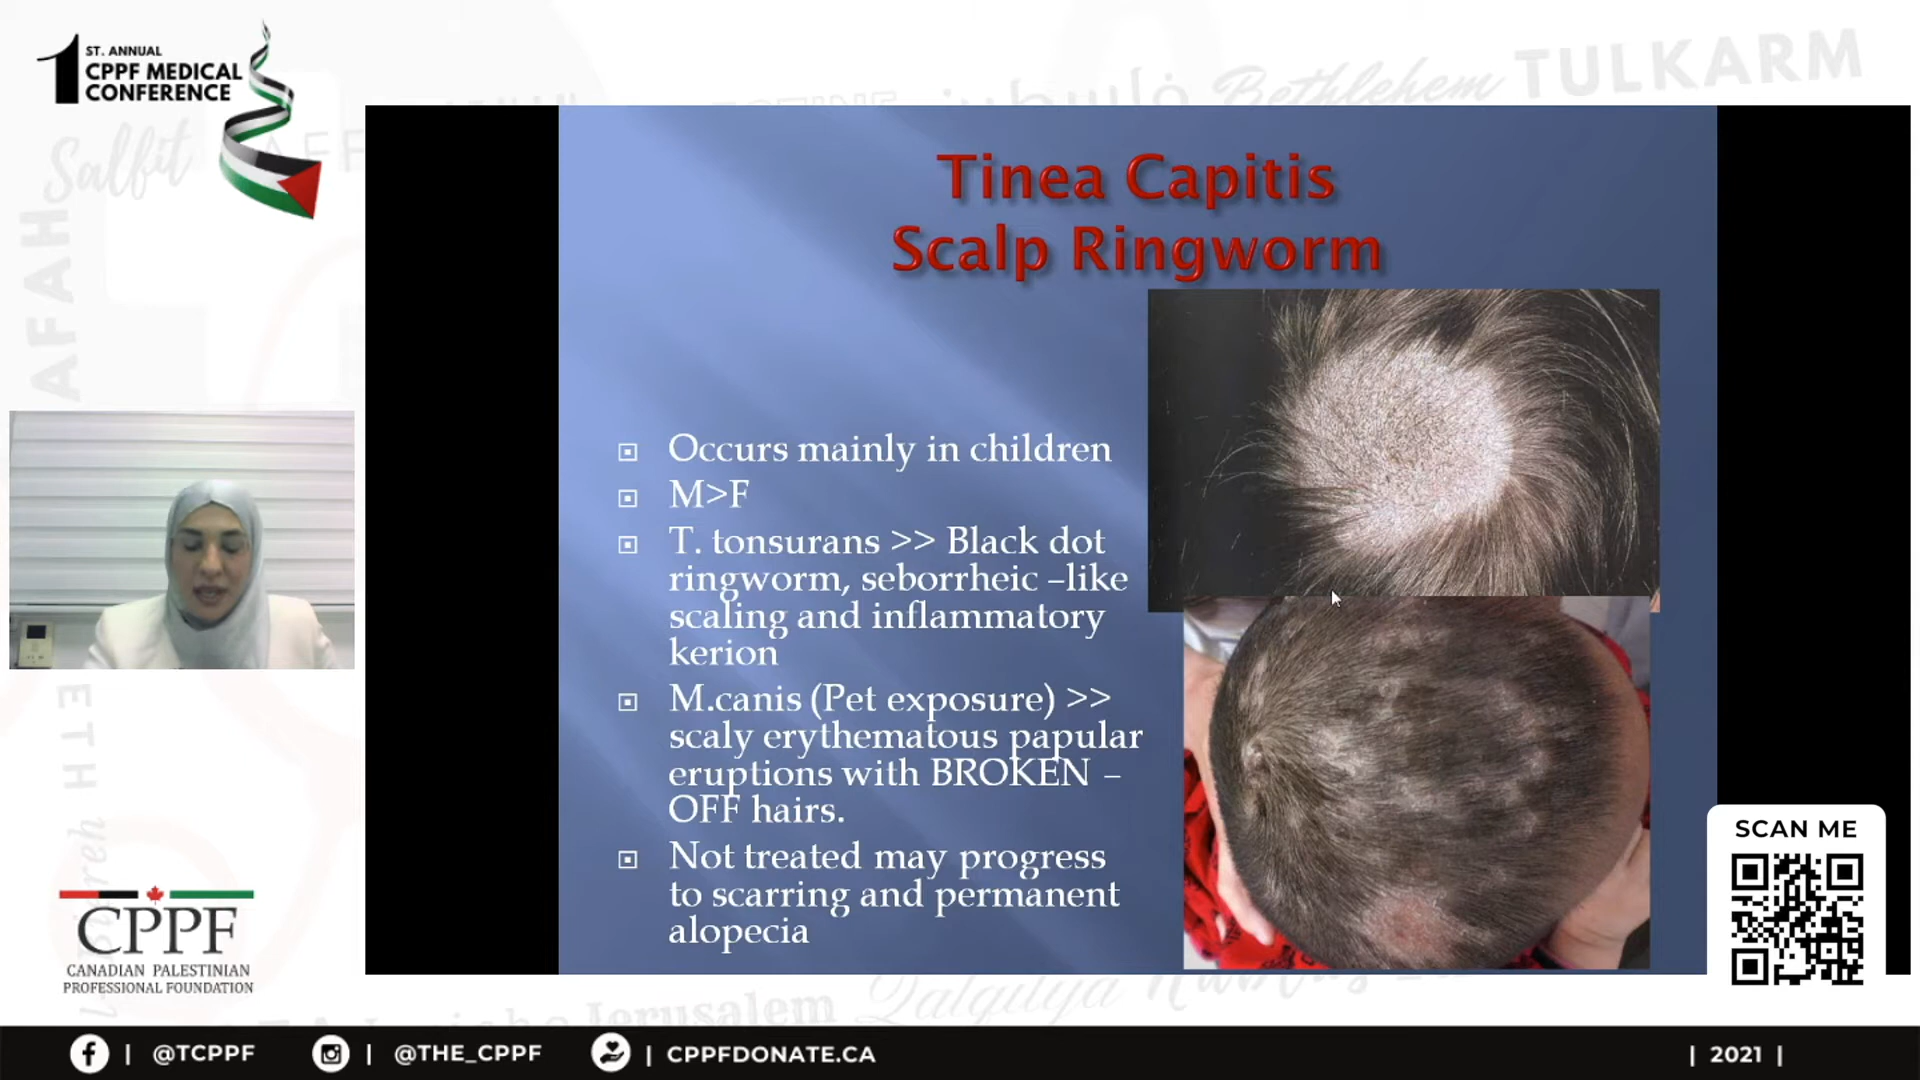 1
ST. ANNUAL
CPPF MEDICAL
CONFERENCE
Bethlehem
TULKARM
Salfit
AFAH
Tinea Capitis
Scalp Ringworm
Occurs mainly in children
M>F
T. tonsurans >> Black dot
ringworm, seborrheic –like
scaling and inflammatory
kerion
M.canis (Pet exposure) >>
scaly erythematous papular
eruptions with BROKEN –
OFF hairs.
Not treated may progress
to scarring and permanent
alopecia
SCAN ME
CPPF
CANADIAN PALESTINIAN
PROFESSIONAL FOUNDATION
Jerusalem
Qalqilya
| @TCPPF
| @THE_CPPF
| CPPFDONATE.CA
| 2021 |